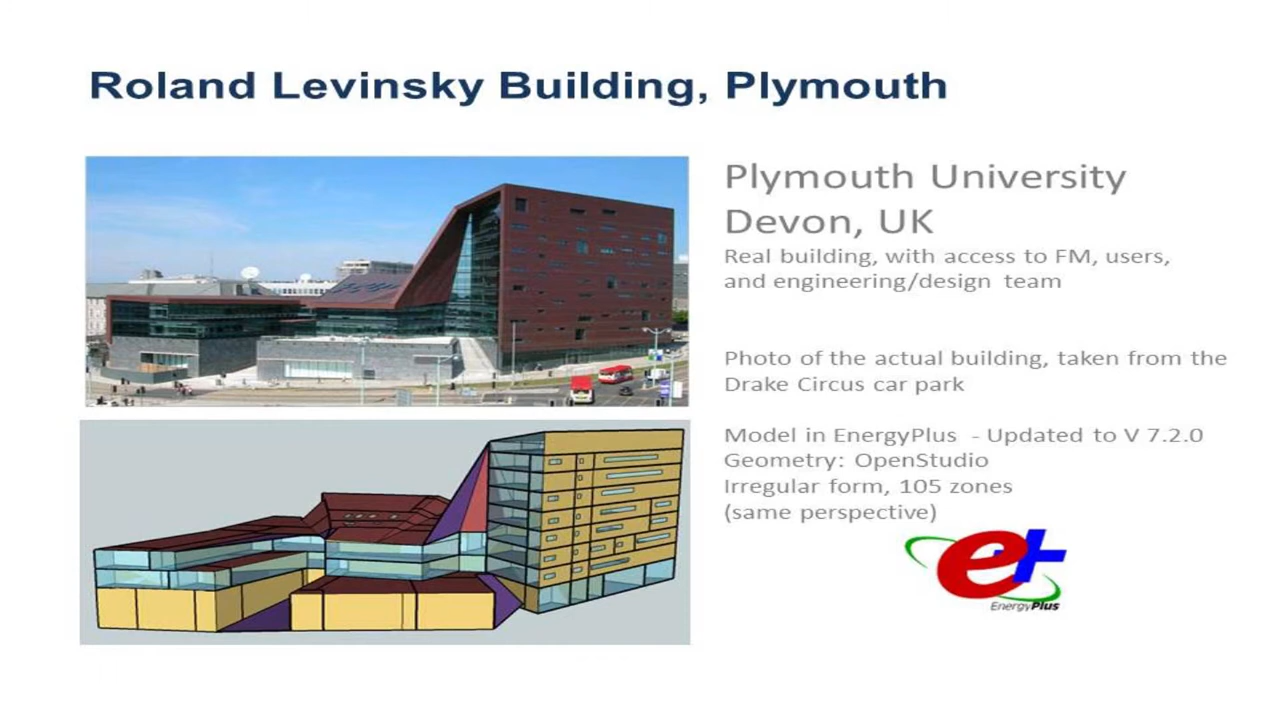 Roland Levinsky Building, Plymouth
Plymouth University
Devon, UK
Real building, with access to FM, users,
and engineering/design team
Photo of the actual building, taken from the
Drake Circus car park
Model in EnergyPlus - Updated to V 7.2.0
Geometry: OpenStudio
Irregular form, 105 zones
(same perspective)
e+
EnergyPlus